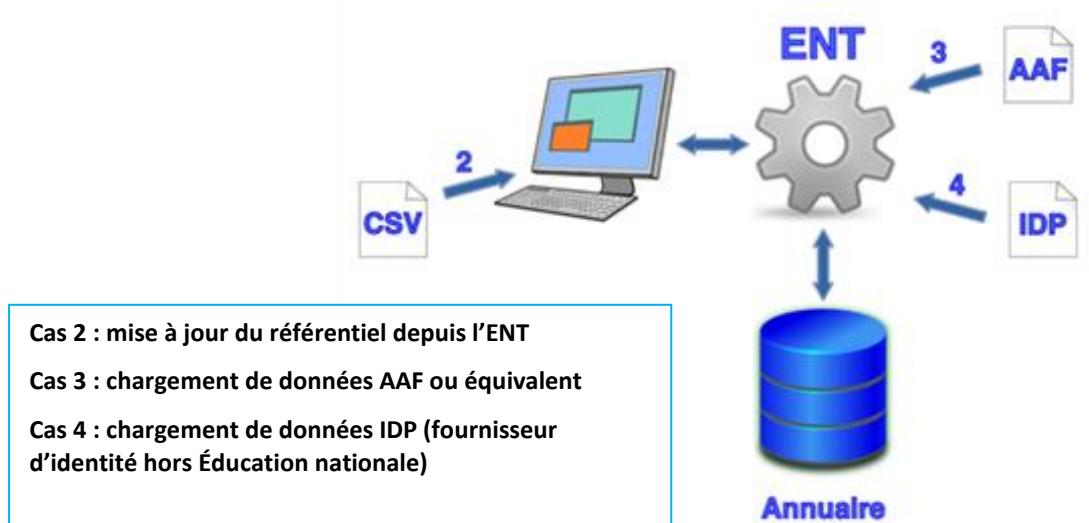 ENT
3
AAF
2
4
CSV
IDP
Cas 2 : mise à jour du référentiel depuis l’ENT
Cas 3 : chargement de données AAF ou équivalent
Cas 4 : chargement de données IDP (fournisseur
d’identité hors Éducation nationale)
Annuaire